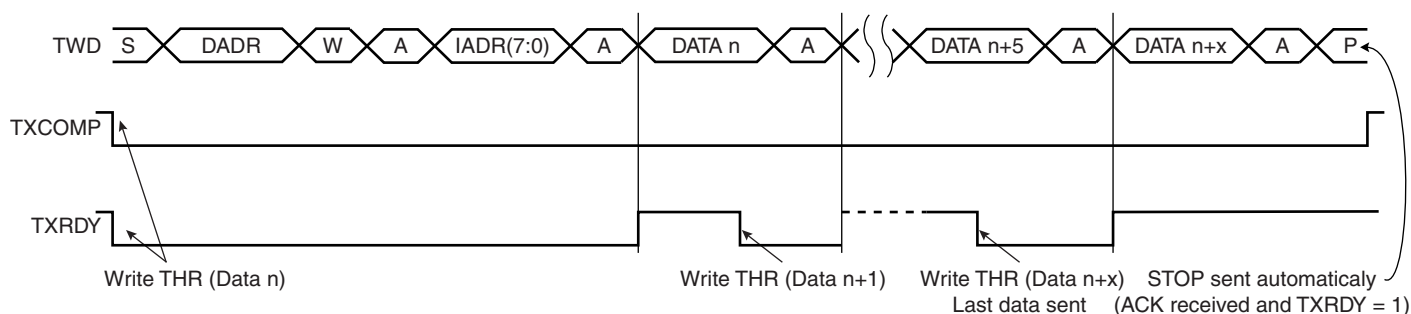 TWD S DADR W A IADR(7:0) A DATA n A DATA n+5 A DATA n+x A P
TXCOMP
TXRDY
Write THR (Data n) Write THR (Data n+1) Write THR (Data n+x) STOP sent automaticaly
Last data sent (ACK received and TXRDY = 1)